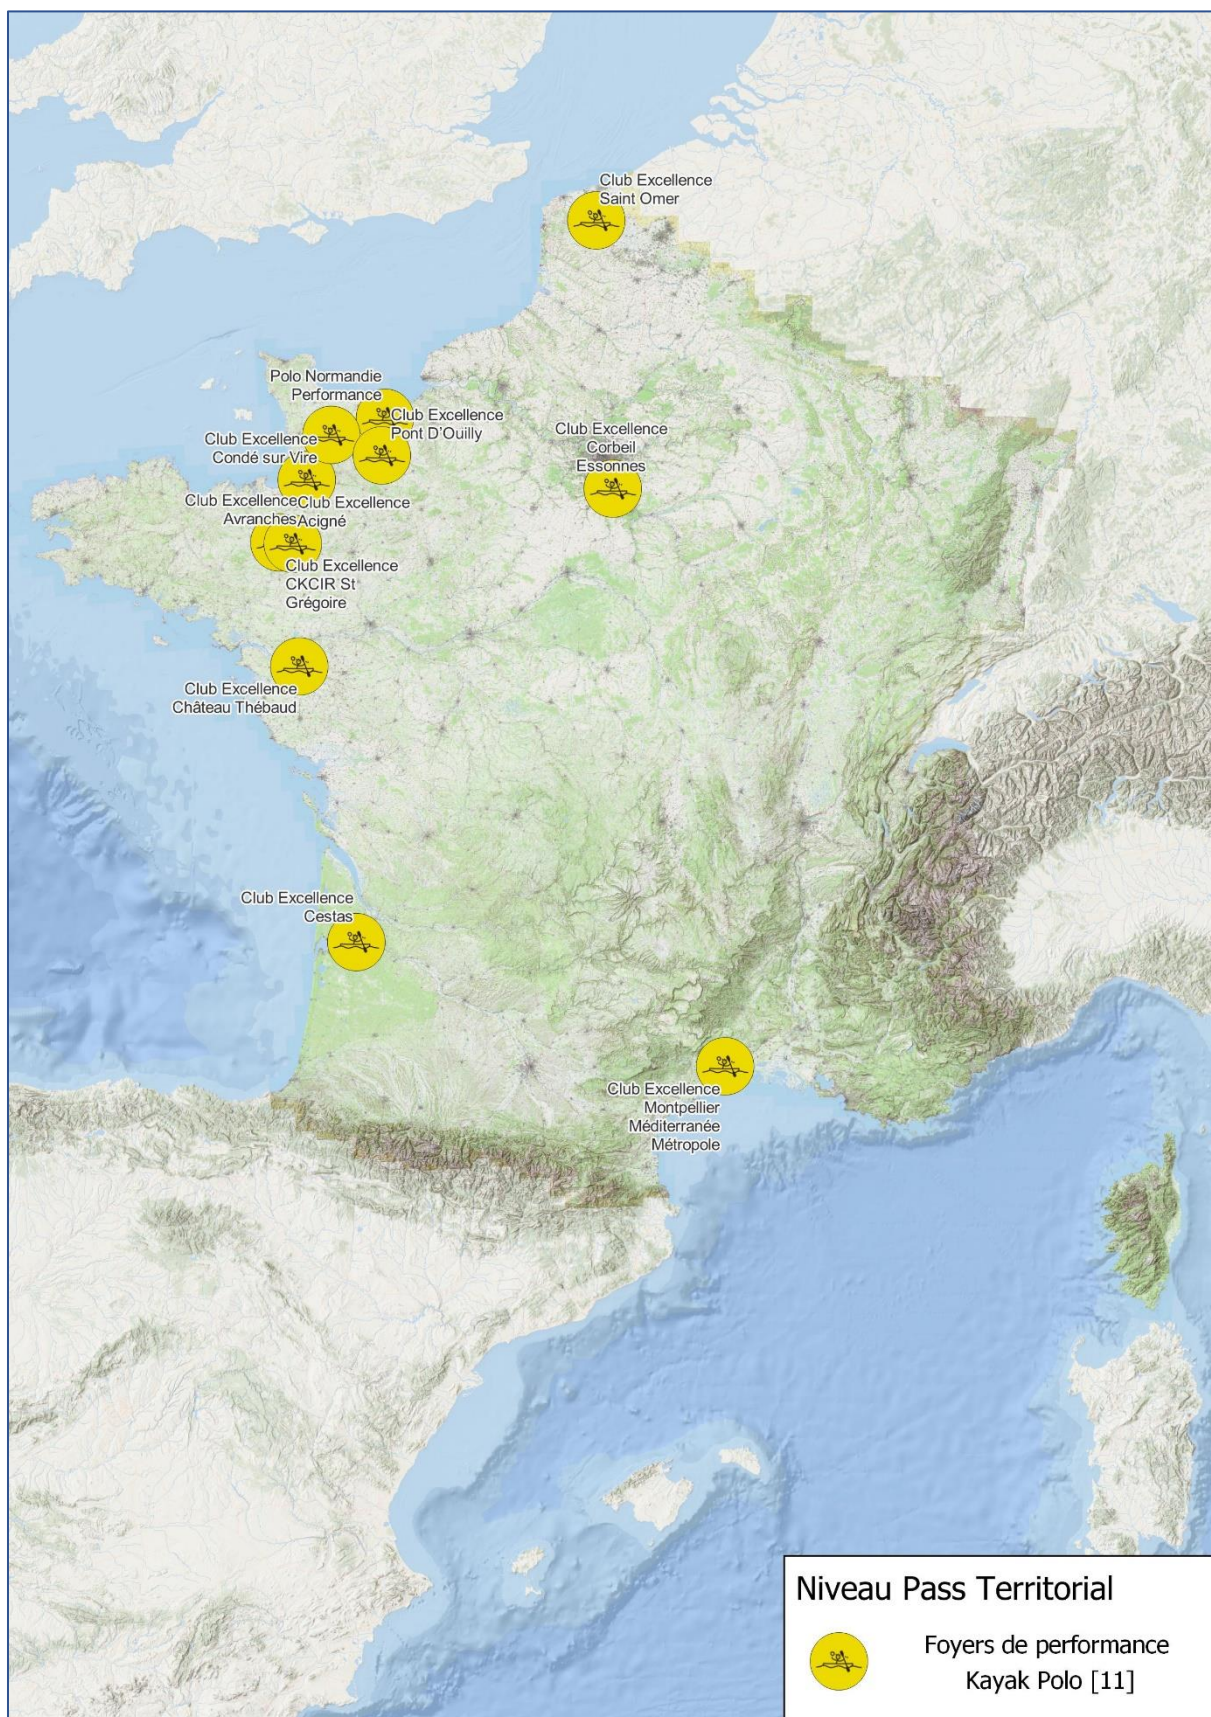 Club Excellence
Saint Omer
Polo Normandie
Performance
Club Excellence
Pont D'Ouilly
Club Excellence
Condé sur Vire
Club Excellence
Corbeil
Essonnes
Club Excellence
Avranches
Club Excellence
Acigné
Club Excellence
CKCIR St
Grégoire
Club Excellence
Château Thébaud
Club Excellence
Cestas
Club Excellence
Montpellier
Méditerranée
Métropole
Niveau Pass Territorial
Foyers de performance
Kayak Polo [11]